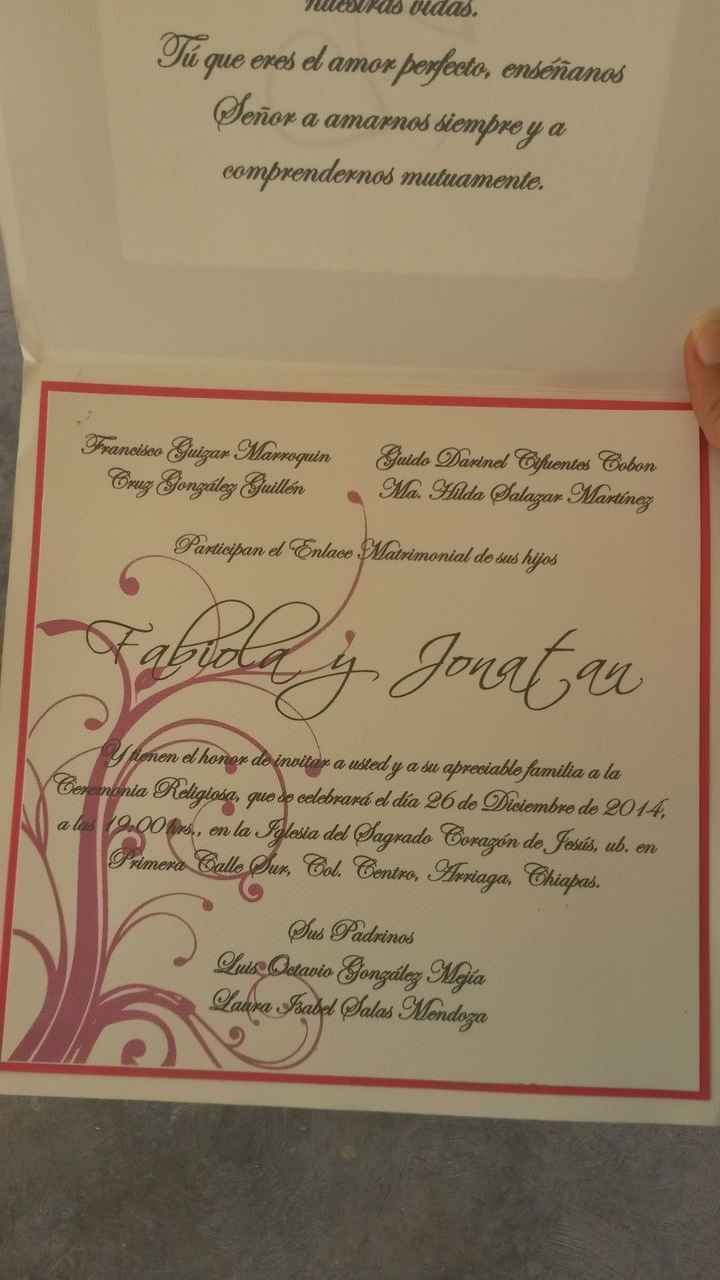 nuestras vidas.
Tú que eres el amor perfecto, enséñanos
Señor a amarnos siempre y a
comprendernos mutuamente.
Francisco Guizar Marroquin
Cruz González Guillén
Guido Darinel Cifuentes Cobon
Ma. Hilda Salazar Martínez
Participan el Enlace Matrimonial de sus hijos
Fabiola y Jonatan
Y tienen el honor de invitar a usted y a su apreciable familia a la
Ceremonia Religiosa, que se celebrará el día 26 de Diciembre de 2014,
a las 19:00hrs., en la Iglesia del Sagrado Corazón de Jesús, ub. en
Primera Calle Sur, Col. Centro, Arriaga, Chiapas.
Sus Padrinos
Luis Octavio González Mejía
Laura Isabel Salas Mendoza